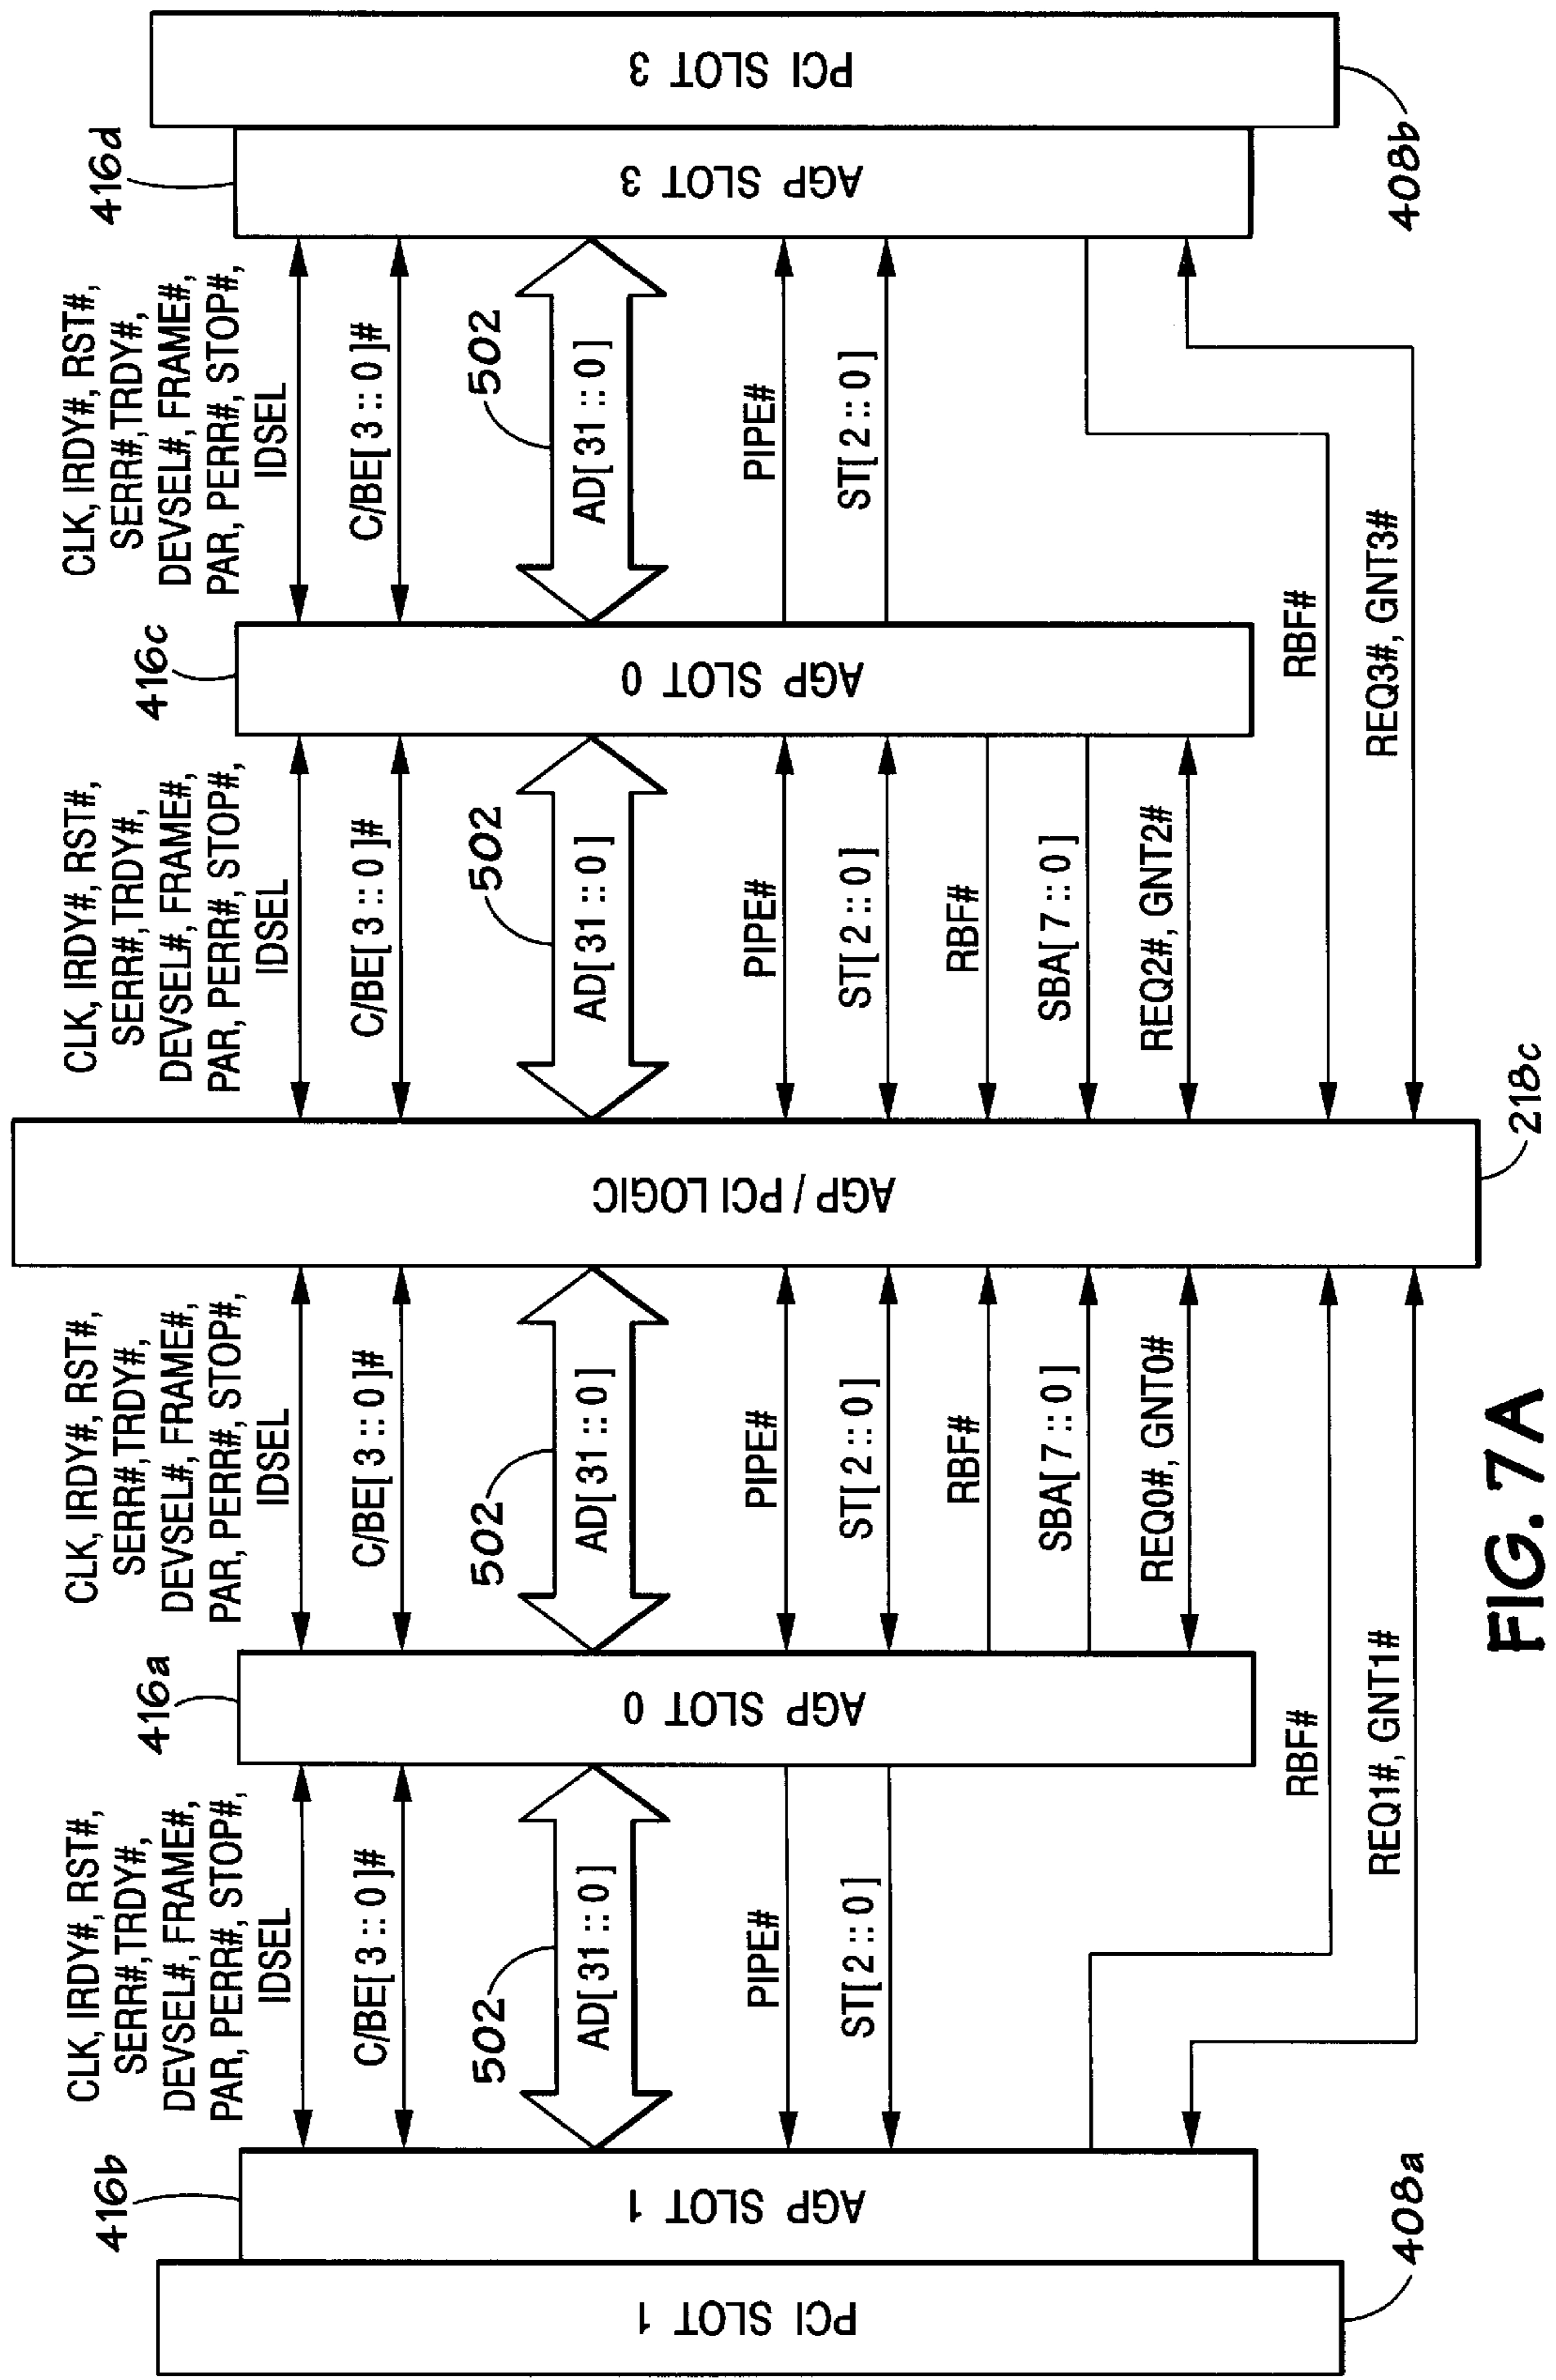 PCI SLOT 1
408a
416b
AGP SLOT 1
CLK, IRDY#, RST#,
SERR#,TRDY#,
DEVSEL#, FRAME#,
PAR, PERR#, STOP#,
IDSEL
C/BE[ 3 :: 0 ]#
502
AD[ 31 :: 0 ]
PIPE#
ST[ 2 :: 0 ]
416a
AGP SLOT 0
RBF#
REQ1#, GNT1#
CLK, IRDY#, RST#,
SERR#,TRDY#,
DEVSEL#, FRAME#,
PAR, PERR#, STOP#,
IDSEL
C/BE[ 3 :: 0 ]#
502
AD[ 31 :: 0 ]
PIPE#
ST[ 2 :: 0 ]
RBF#
SBA[ 7 :: 0 ]
REQ0#, GNT0#
AGP / PCI LOGIC
218c
CLK, IRDY#, RST#,
SERR#,TRDY#,
DEVSEL#, FRAME#,
PAR, PERR#, STOP#,
IDSEL
C/BE[ 3 :: 0 ]#
502
AD[ 31 :: 0 ]
PIPE#
ST[ 2 :: 0 ]
RBF#
SBA[ 7 :: 0 ]
REQ2#, GNT2#
416c
AGP SLOT 0
CLK, IRDY#, RST#,
SERR#,TRDY#,
DEVSEL#, FRAME#,
PAR, PERR#, STOP#,
IDSEL
C/BE[ 3 :: 0 ]#
502
AD[ 31 :: 0 ]
PIPE#
ST[ 2 :: 0 ]
RBF#
REQ3#, GNT3#
416d
AGP SLOT 3
PCI SLOT 3
408b
FIG. 7A